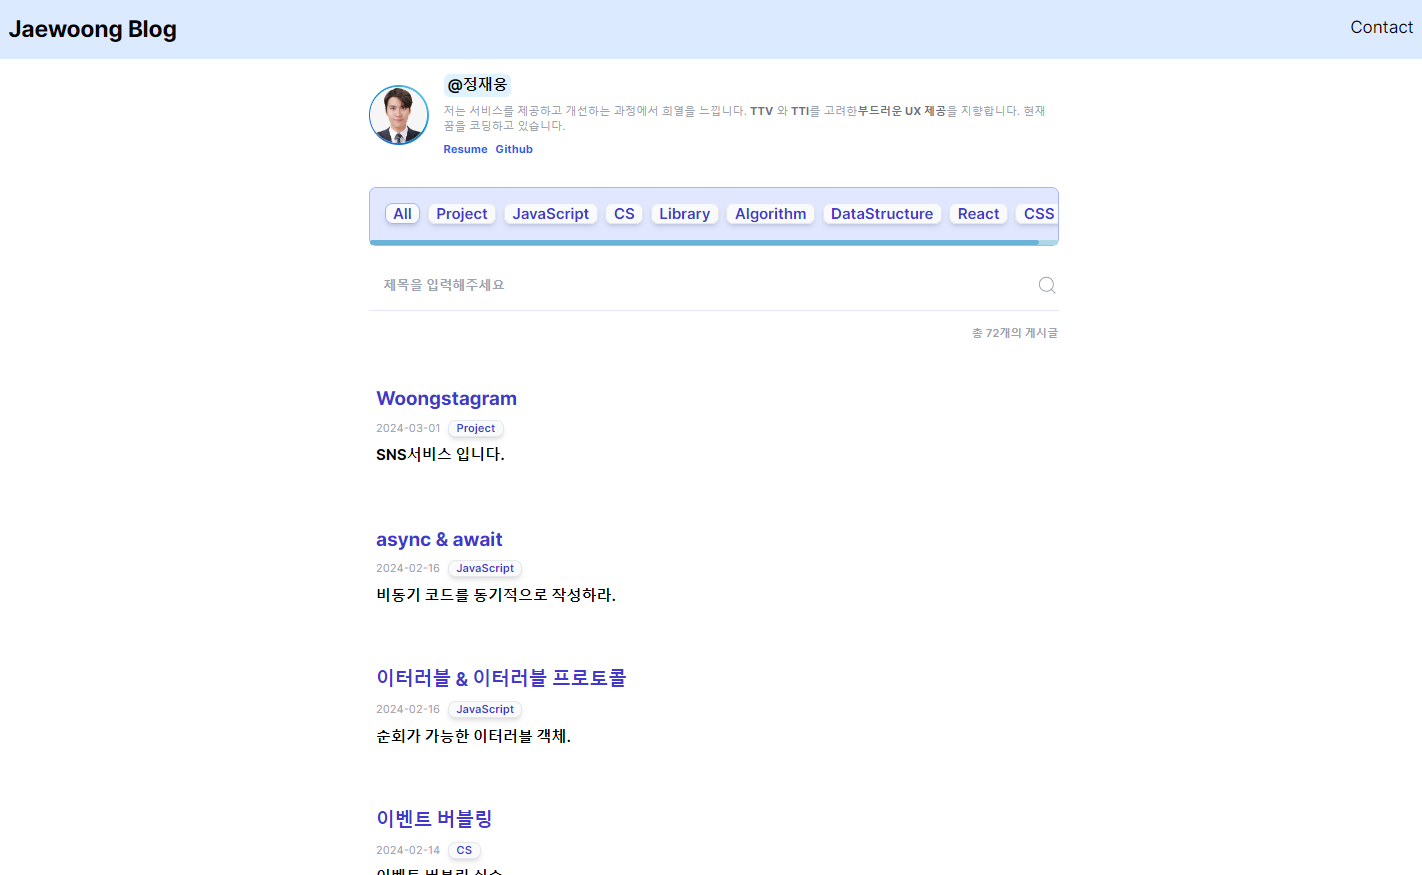 Jaewoong Blog
Contact
@정재웅
저는 서비스를 제공하고 개선하는 과정에서 희열을 느낍니다. TTV 와 TTI를 고려한부드러운 UX 제공을 지향합니다. 현재
꿈을 코딩하고 있습니다.
Resume Github
All Project JavaScript CS Library Algorithm DataStructure React CSS
제목을 입력해주세요
총 72개의 게시글
Woongstagram
2024-03-01 Project
SNS서비스 입니다.
async & await
2024-02-16 JavaScript
비동기 코드를 동기적으로 작성하라.
이터러블 & 이터러블 프로토콜
2024-02-16 JavaScript
순회가 가능한 이터러블 객체.
이벤트 버블링
2024-02-14 CS
이벤트 버블링